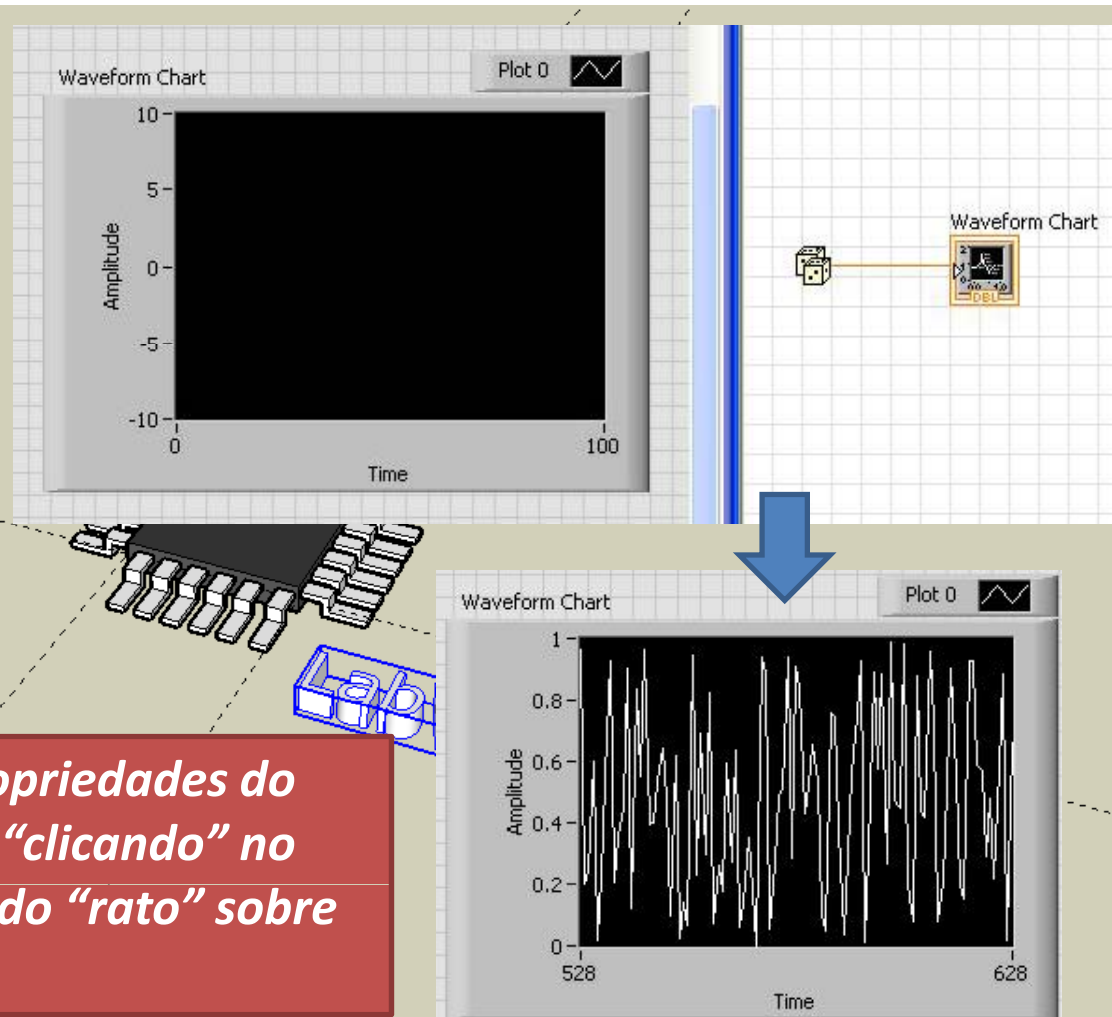 Waveform Chart
Plot 0
10
5
0
-5
-10
Amplitude
0
100
Time
Waveform Chart
DBL
Waveform Chart
Plot 0
1
0.8
0.6
0.4
0.2
0
Amplitude
528
628
Time
Lab
opriedades do
“clicando” no
do “rato” sobre